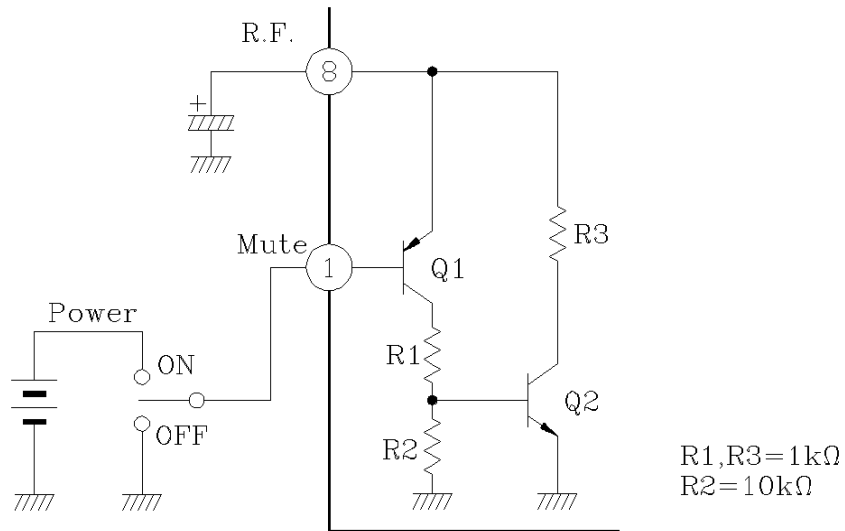 R.F.
8
+
Mute
1
Q1
R3
Power
ON
OFF
R1
R2
Q2
R1,R3=1kΩ
R2=10kΩ